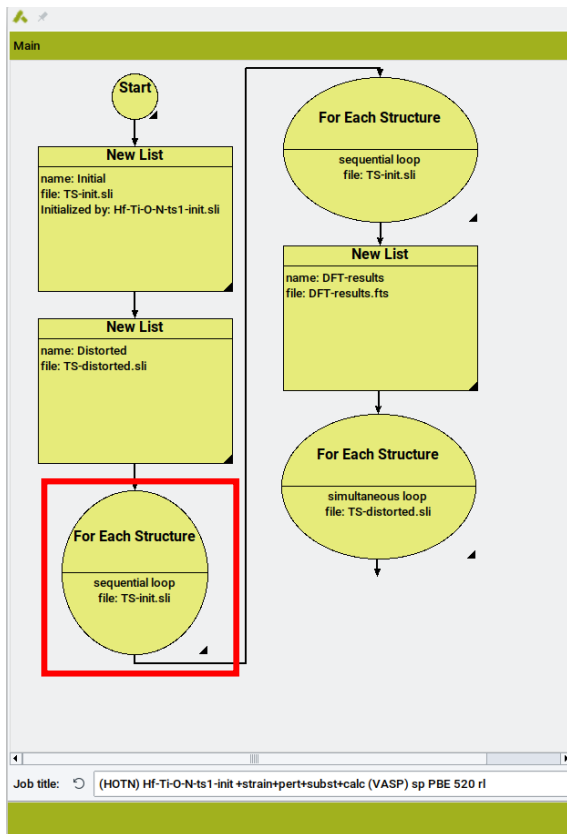 Main
Start
New List
name: Initial
file: TS-init.sli
Initialized by: Hf-Ti-O-N-ts1-init.sli
New List
name: Distorted
file: TS-distorted.sli
For Each Structure
sequential loop
file: TS-init.sli
For Each Structure
sequential loop
file: TS-init.sli
New List
name: DFT-results
file: DFT-results.fts
For Each Structure
simultaneous loop
file: TS-distorted.sli
Job title: (HOTN) Hf-Ti-O-N-ts1-init +strain+pert+subst+calc (VASP) sp PBE 520 rl